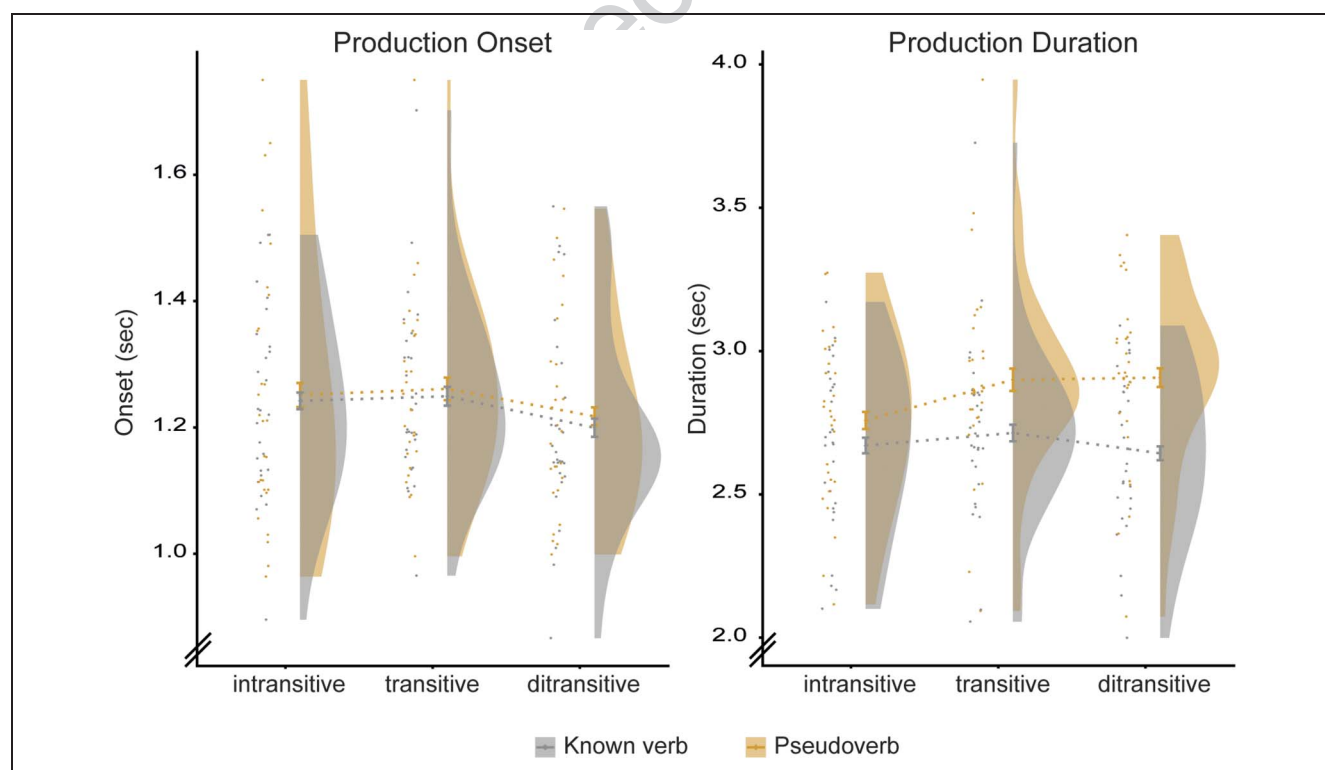 Production Onset
Production Duration
Onset (sec)
1.6
1.4
1.2
1.0
intransitive transitive ditransitive
Duration (sec)
4.0
3.5
3.0
2.5
2.0
intransitive transitive ditransitive
Known verb Pseudoverb